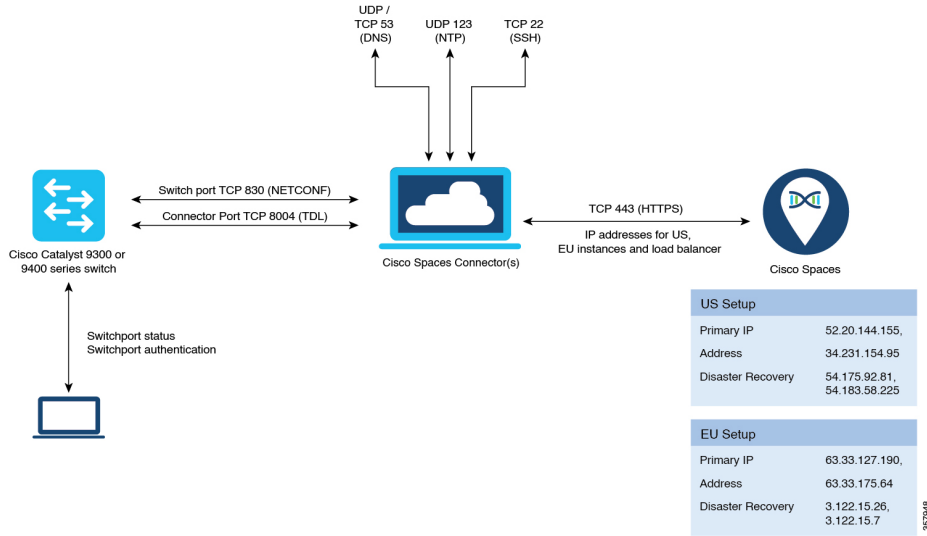 UDP /
TCP 53
(DNS)
UDP 123
(NTP)
TCP 22
(SSH)
Switch port TCP 830 (NETCONF)
Connector Port TCP 8004 (TDL)
Cisco Catalyst 9300 or
9400 series switch
Cisco Spaces Connector(s)
TCP 443 (HTTPS)
IP addresses for US,
EU instances and load balancer
Cisco Spaces
Switchport status
Switchport authentication
US Setup
Primary IP 52.20.144.155,
Address 34.231.154.95
Disaster Recovery 54.175.92.81,
54.183.58.225
EU Setup
Primary IP 63.33.127.190,
Address 63.33.175.64
Disaster Recovery 3.122.15.26,
3.122.15.7
357948